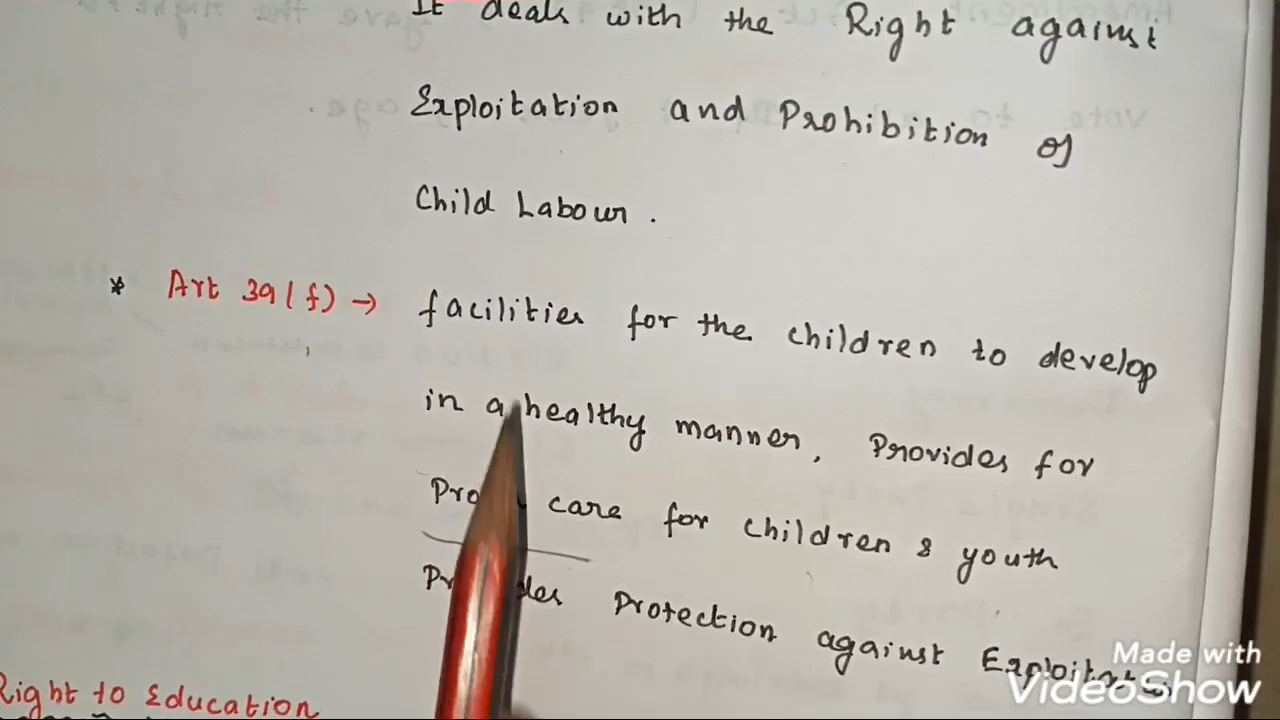 It deals with the Right against
Exploitation and Prohibition of
Child Labour.
* Art 39(f) → facilities for the children to develop
in a healthy manner, Provides for
care for children & youth
Protection against
Right to Education
Made with
VideoShow